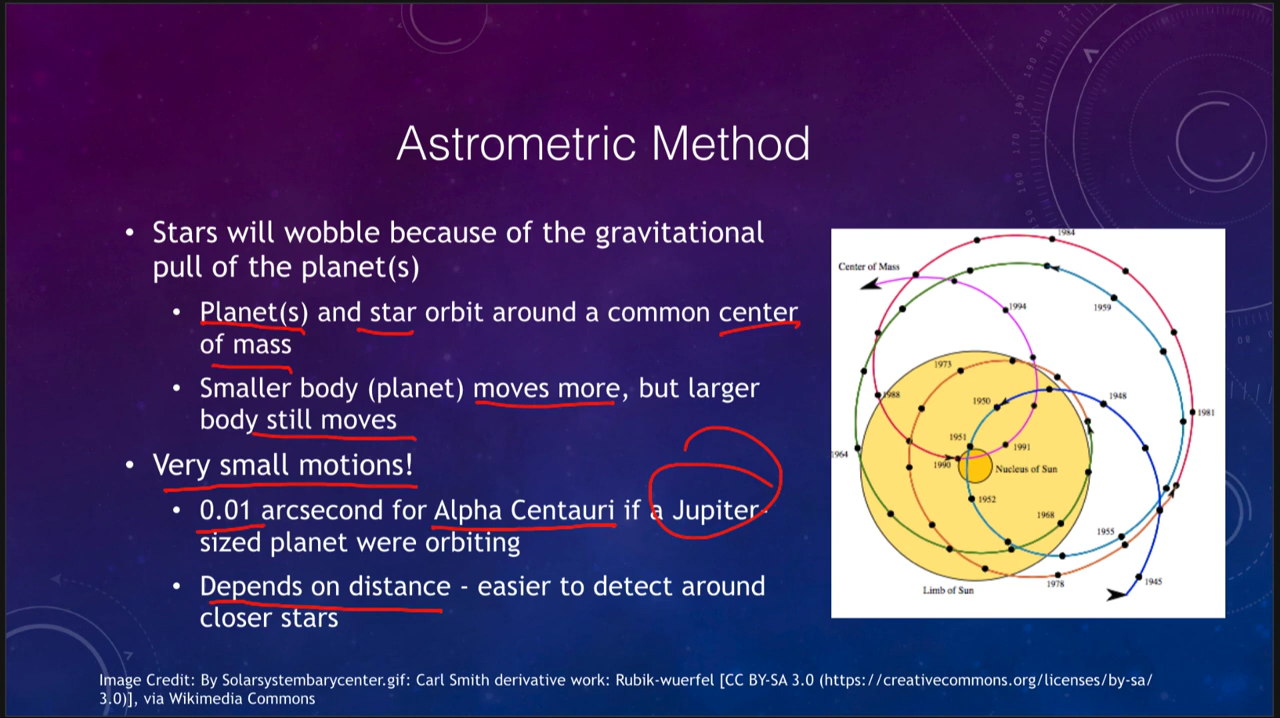 Astrometric Method
• Stars will wobble because of the gravitational
pull of the planet(s)
• Planet(s) and star orbit around a common center
of mass
• Smaller body (planet) moves more, but larger
body still moves
• Very small motions!
• 0.01 arcsecond for Alpha Centauri if a Jupiter-
sized planet were orbiting
• Depends on distance - easier to detect around
closer stars
1984
Center of Mass
1994
1959
1973
1988
1950
1948
1981
1951
1991
1964
1990
Nucleus of Sun
1952
1968
1955
1978
1945
Limb of Sun
Image Credit: By Solarsystembarycenter.gif: Carl Smith derivative work: Rubik-wuerfel [CC BY-SA 3.0 (https://creativecommons.org/licenses/by-sa/
3.0)], via Wikimedia Commons
200
190
180
170
160